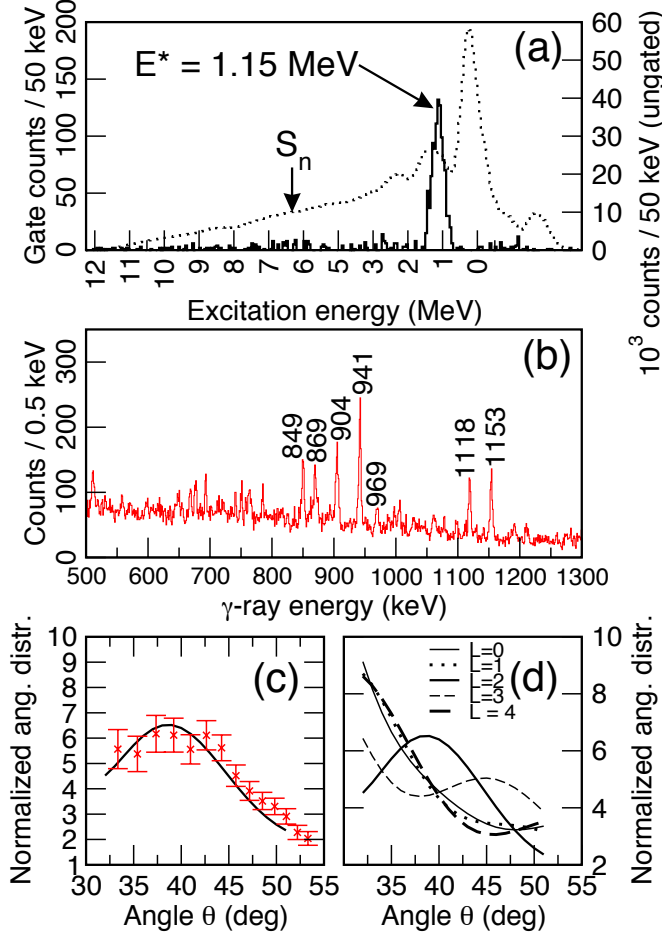 (a)
E* = 1.15 MeV
S_n
Gate counts / 50 keV
200
150
100
50
0
60
50
40
30
20
10
0
10^3 counts / 50 keV (ungated)
12 11 10 9 8 7 6 5 4 3 2 1 0
Excitation energy (MeV)
(b)
Counts / 0.5 keV
300
200
100
0
849 869 904 941 969 1118 1153
500 600 700 800 900 1000 1100 1200 1300
γ-ray energy (keV)
(c)
Normalized ang. distr.
10
9
8
7
6
5
4
3
2
1
30 35 40 45 50 55
Angle θ (deg)
(d)
L=0
L=1
L=2
L=3
L = 4
10
8
6
4
2
Normalized ang. distr.
35 40 45 50 55
Angle θ (deg)